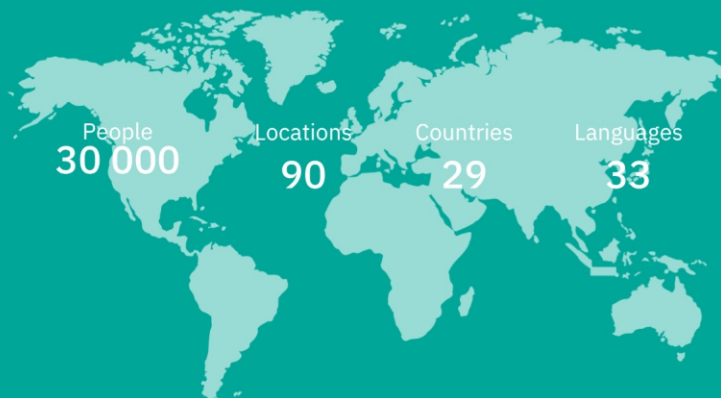 People
30 000
Locations
90
Countries
29
Languages
33